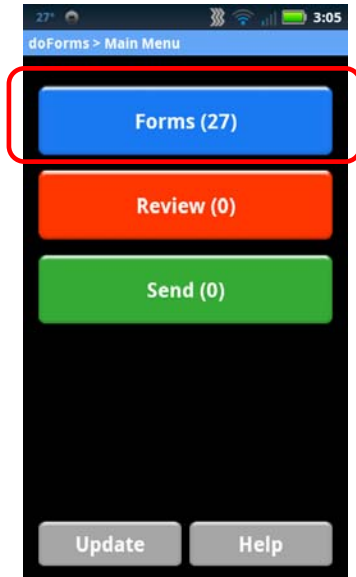 27° 3:05
doForms > Main Menu
Forms (27)
Review (0)
Send (0)
Update Help